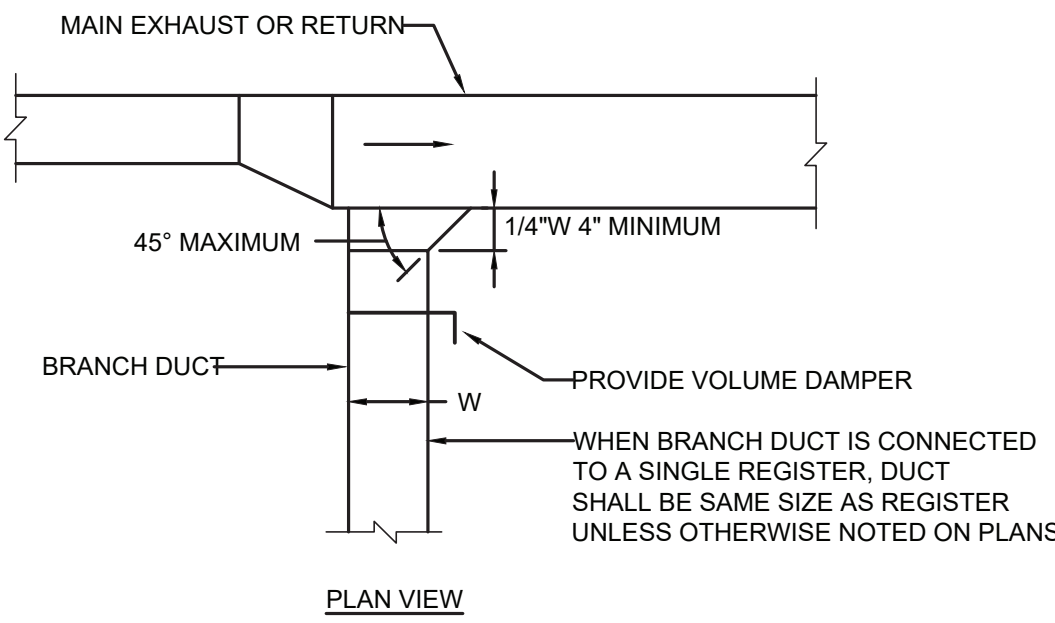 MAIN EXHAUST OR RETURN
1/4"W 4" MINIMUM
45° MAXIMUM
BRANCH DUCT
PROVIDE VOLUME DAMPER
W
WHEN BRANCH DUCT IS CONNECTED
TO A SINGLE REGISTER, DUCT
SHALL BE SAME SIZE AS REGISTER
UNLESS OTHERWISE NOTED ON PLANS
PLAN VIEW